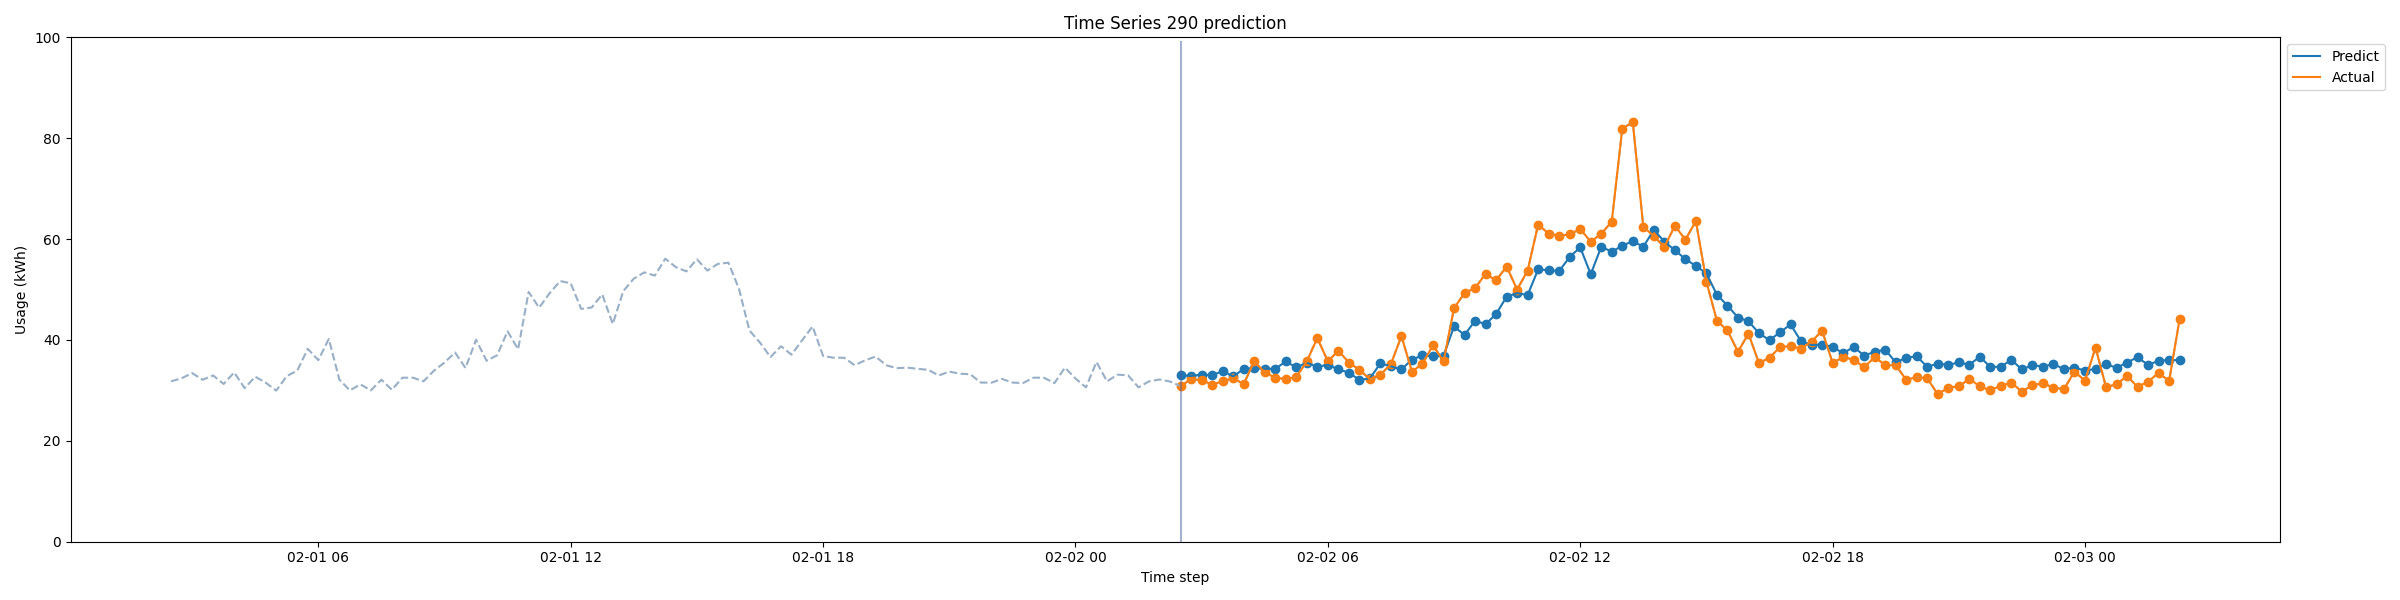 Time Series 290 prediction
Usage (kWh)
100
80
60
40
20
0
Predict
Actual
02-01 06
02-01 12
02-01 18
02-02 00
02-02 06
02-02 12
02-02 18
02-03 00
Time step